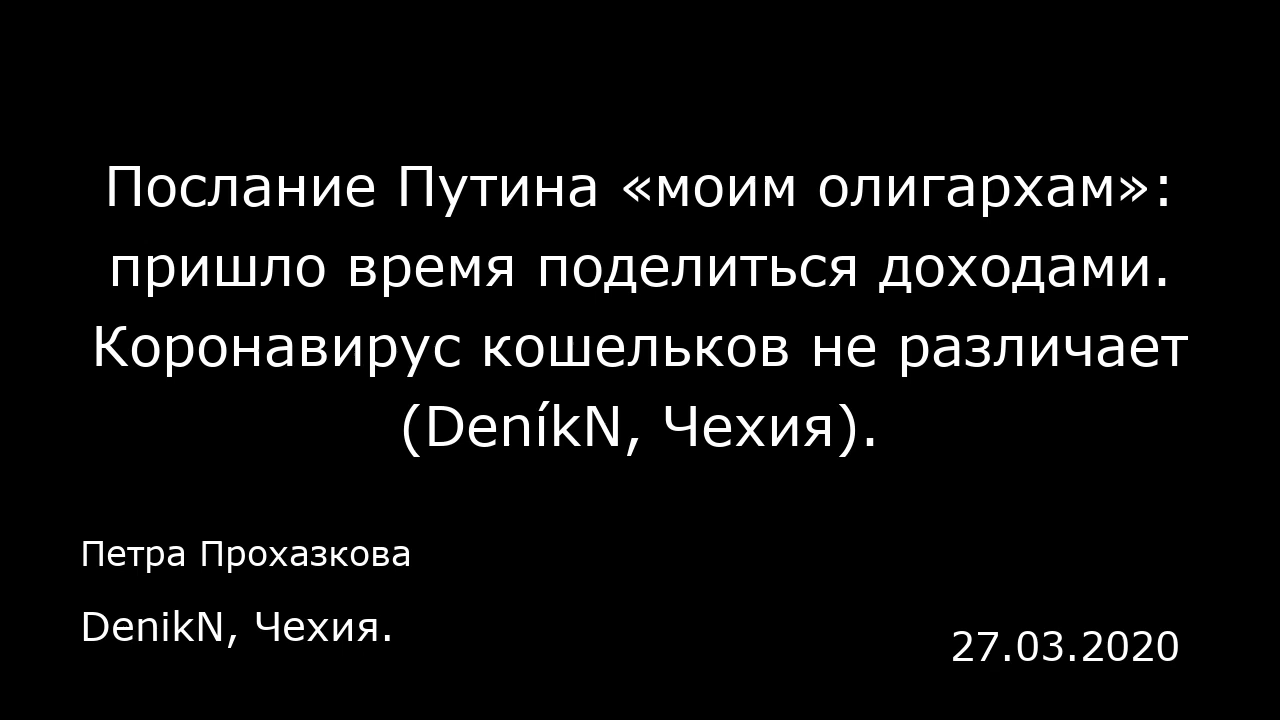 Послание Путина «моим олигархам»:
пришло время поделиться доходами.
Коронавирус кошельков не различает
(DeníkN, Чехия).
Петра Прохазкова
DenikN, Чехия.
27.03.2020